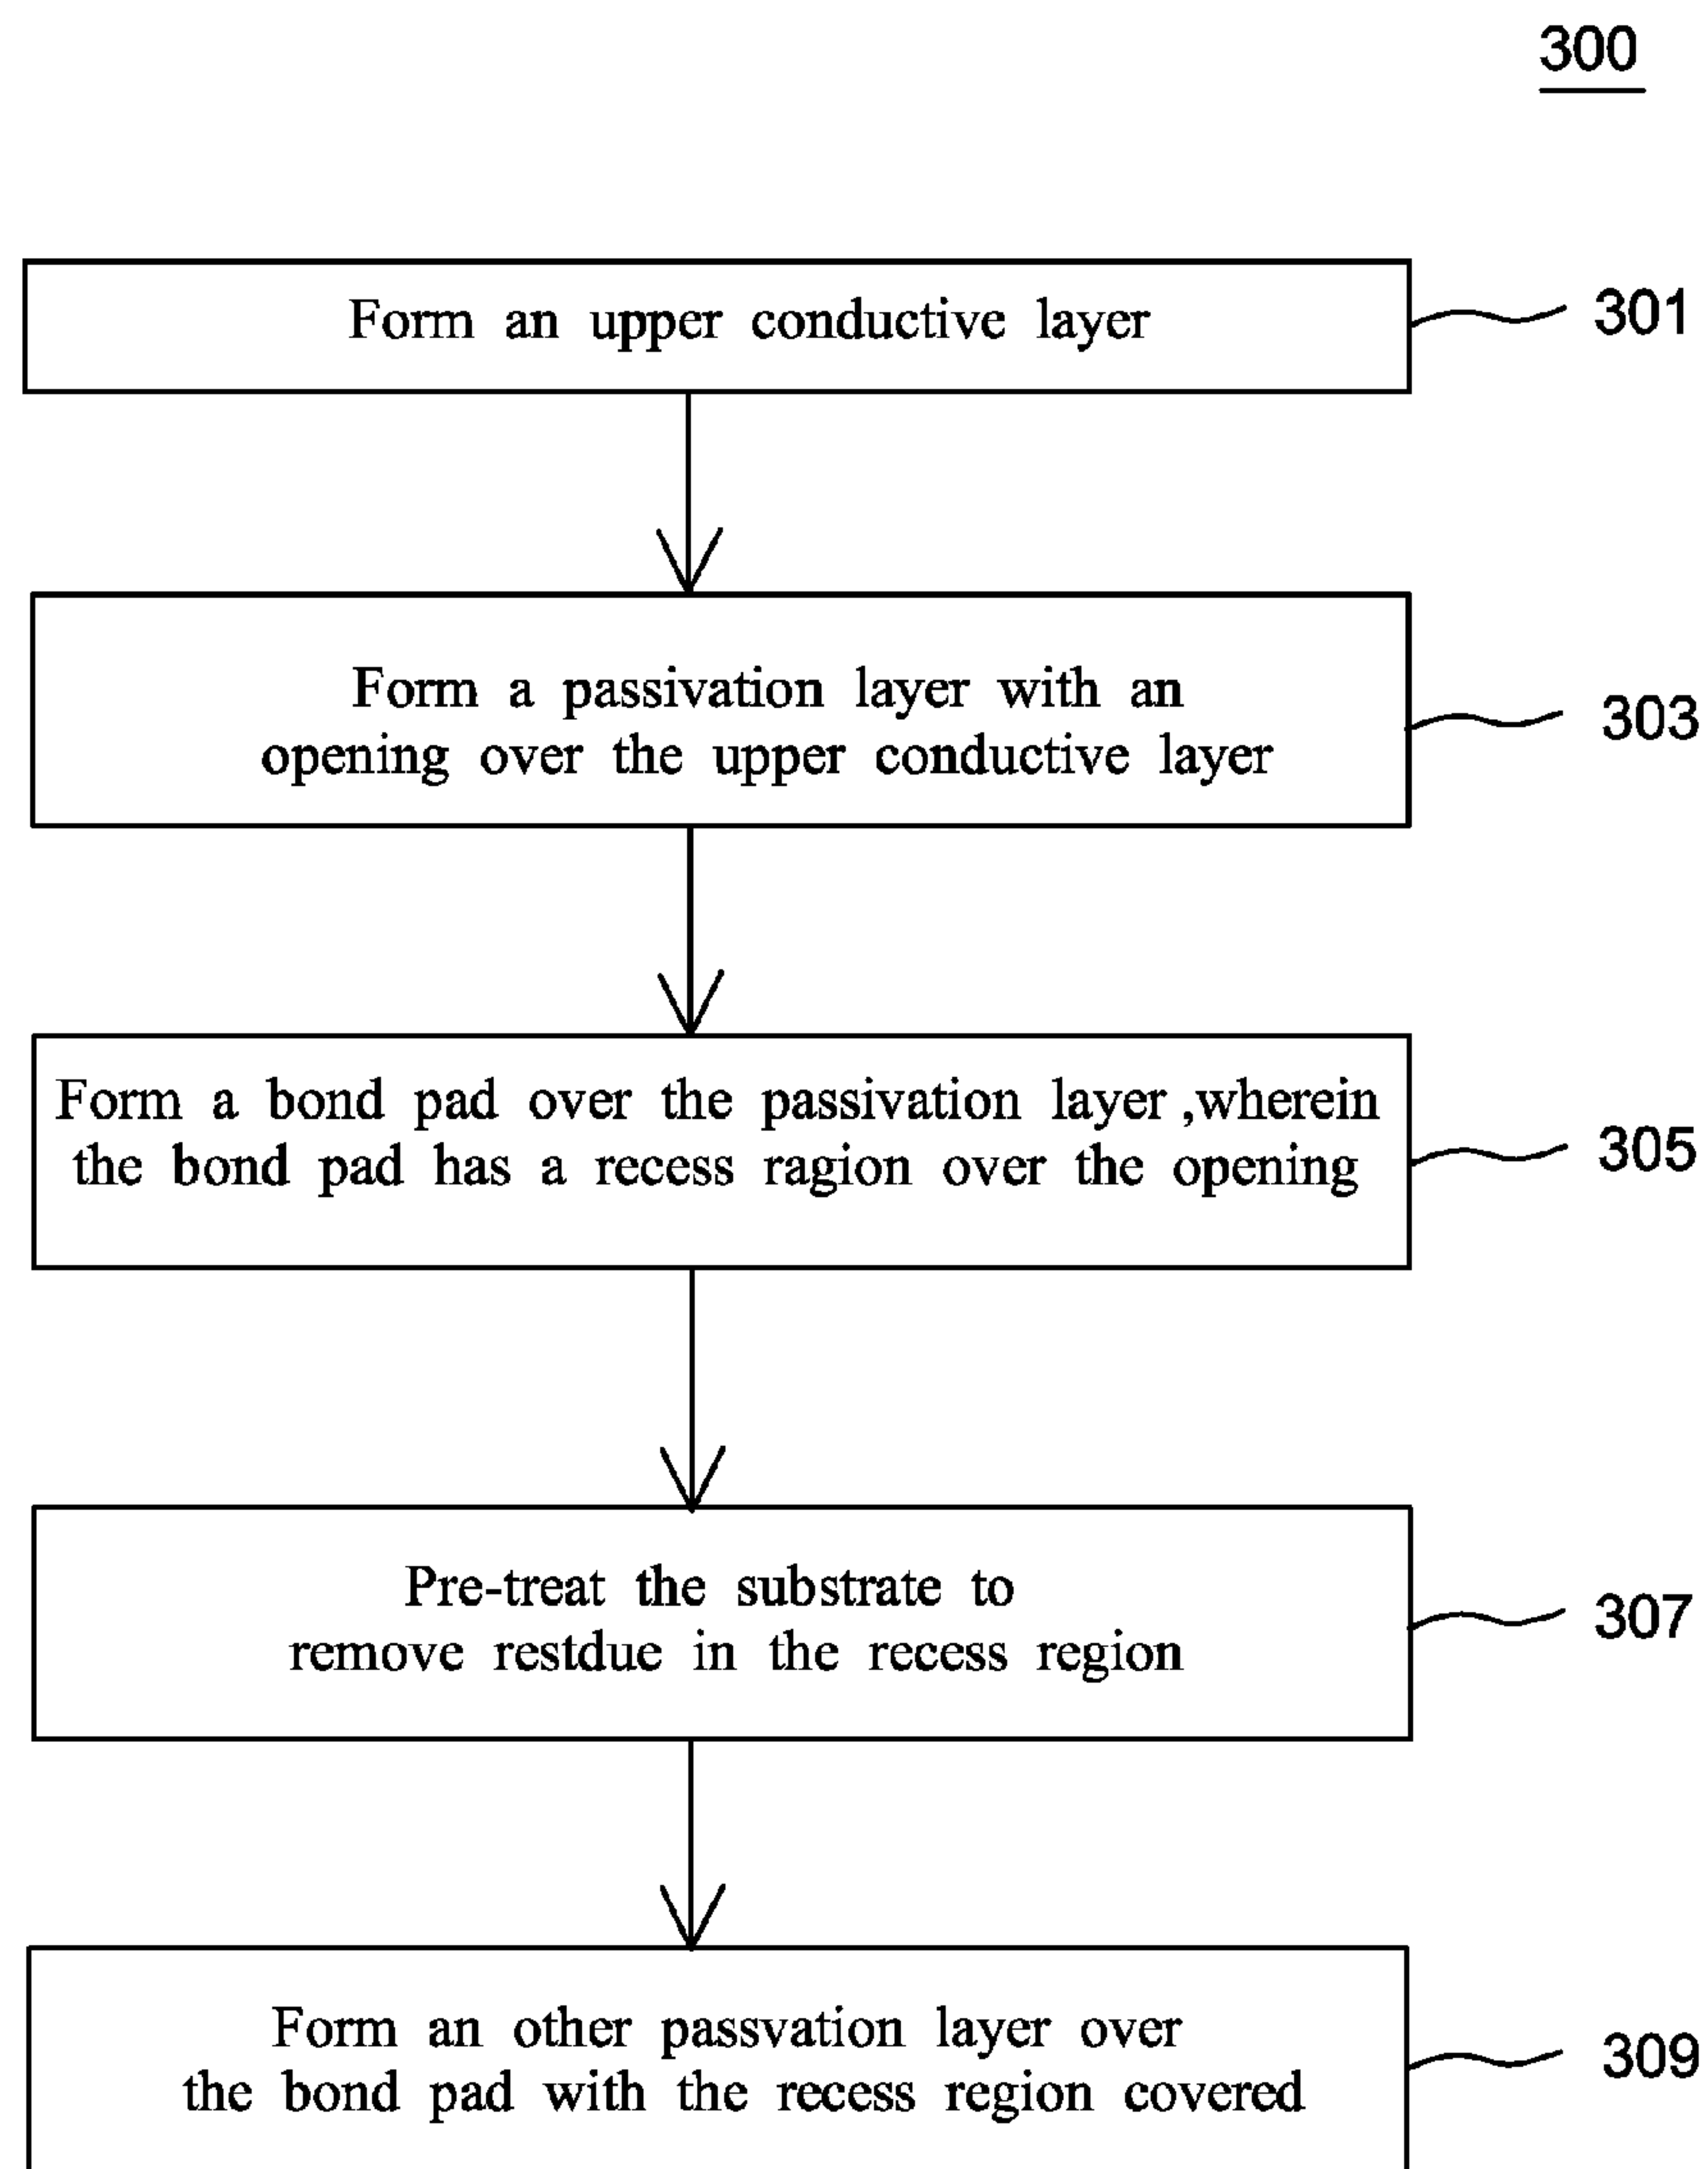 300
Form an upper conductive layer
301
Form a passivation layer with an
opening over the upper conductive layer
303
Form a bond pad over the passivation layer ,wherein
the bond pad has a recess ragion over the opening
305
Pre-treat the substrate to
remove restdue in the recess region
307
Form an other passvation layer over
the bond pad with the recess region covered
309